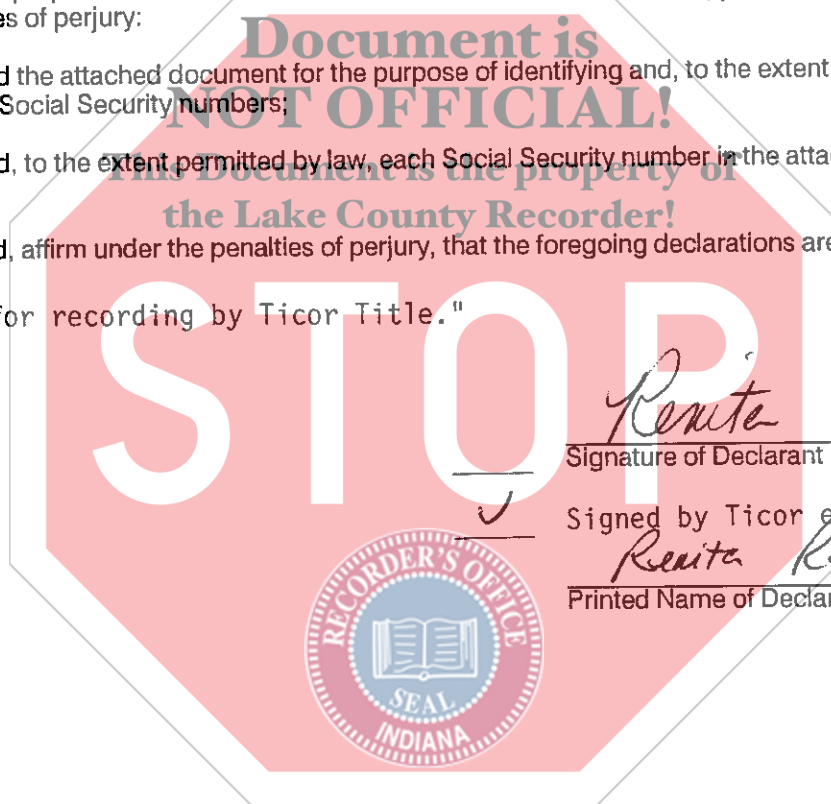 es of perjury:
Document is
d the attached document for the purpose of identifying and, to the extent
Social Security numbers;
NOT OFFICIAL!
d, to the extent permitted by law, each Social Security number in the atta
This Document is the property of
the Lake County Recorder!
d, affirm under the penalties of perjury, that the foregoing declarations are
for recording by Ticor Title."
STOP
Renita
Signature of Declarant
Signed by Ticor e
Renita R
Printed Name of Declar
RECORDER'S OFFICE
SEAL
INDIANA